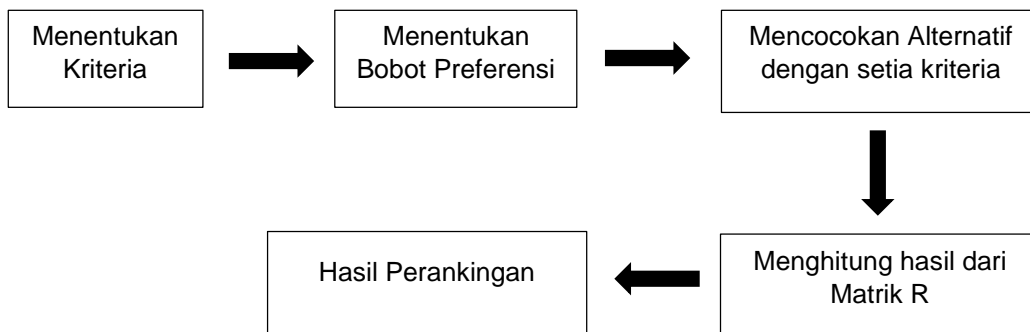 Menentukan
Kriteria
Menentukan
Bobot Preferensi
Mencocokan Alternatif
dengan setia kriteria
Menghitung hasil dari
Matrik R
Hasil Perankingan